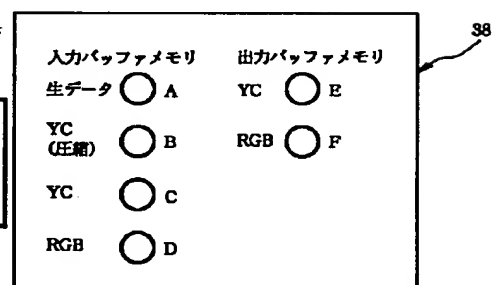 38
入力バッファメモリ 出力バッファメモリ
生データ A YC E
YC
(圧縮) B RGB F
YC C
RGB D